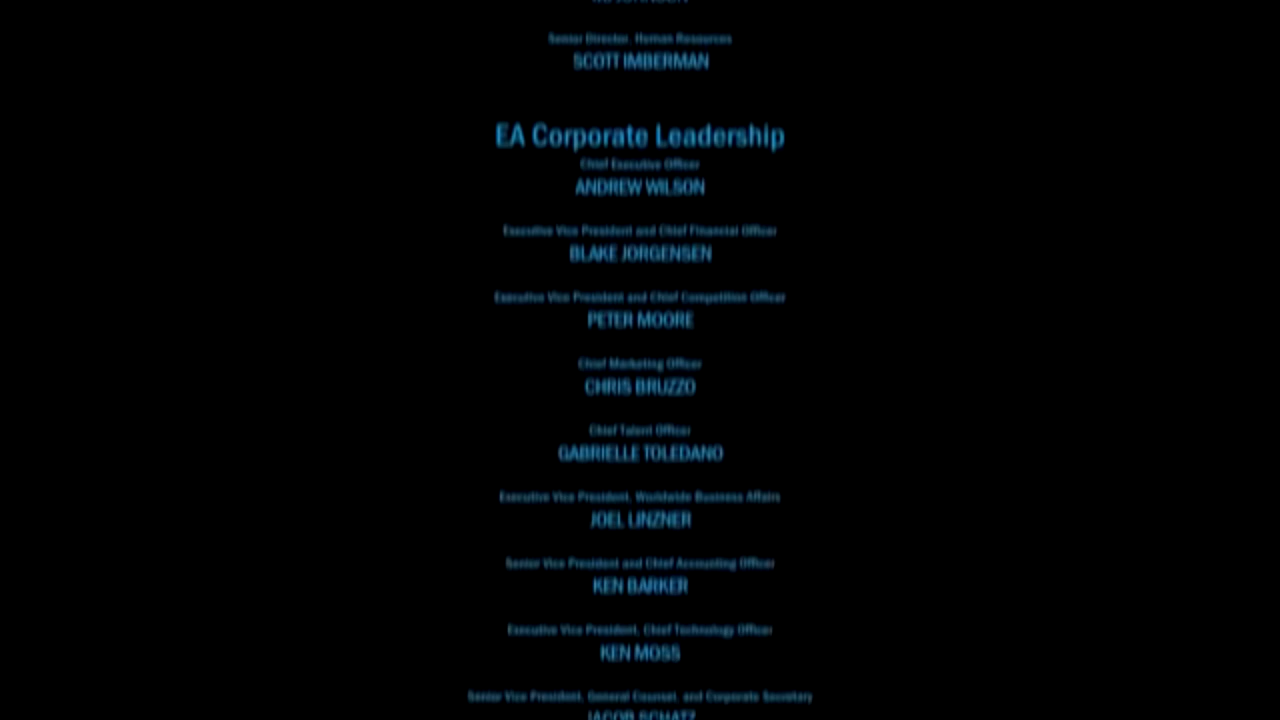 Senior Director, Human Resources
SCOTT IMBERMAN
EA Corporate Leadership
Chief Executive Officer
ANDREW WILSON
Executive Vice President and Chief Financial Officer
BLAKE JORGENSEN
Executive Vice President and Chief Competition Officer
PETER MOORE
Chief Marketing Officer
CHRIS BRUZZO
Chief Talent Officer
GABRIELLE TOLEDANO
Executive Vice President, Worldwide Business Affairs
JOEL LINZNER
Senior Vice President and Chief Accounting Officer
KEN BARKER
Executive Vice President, Chief Technology Officer
KEN MOSS
Senior Vice President, General Counsel, and Corporate Secretary
JACOB SCHATZ